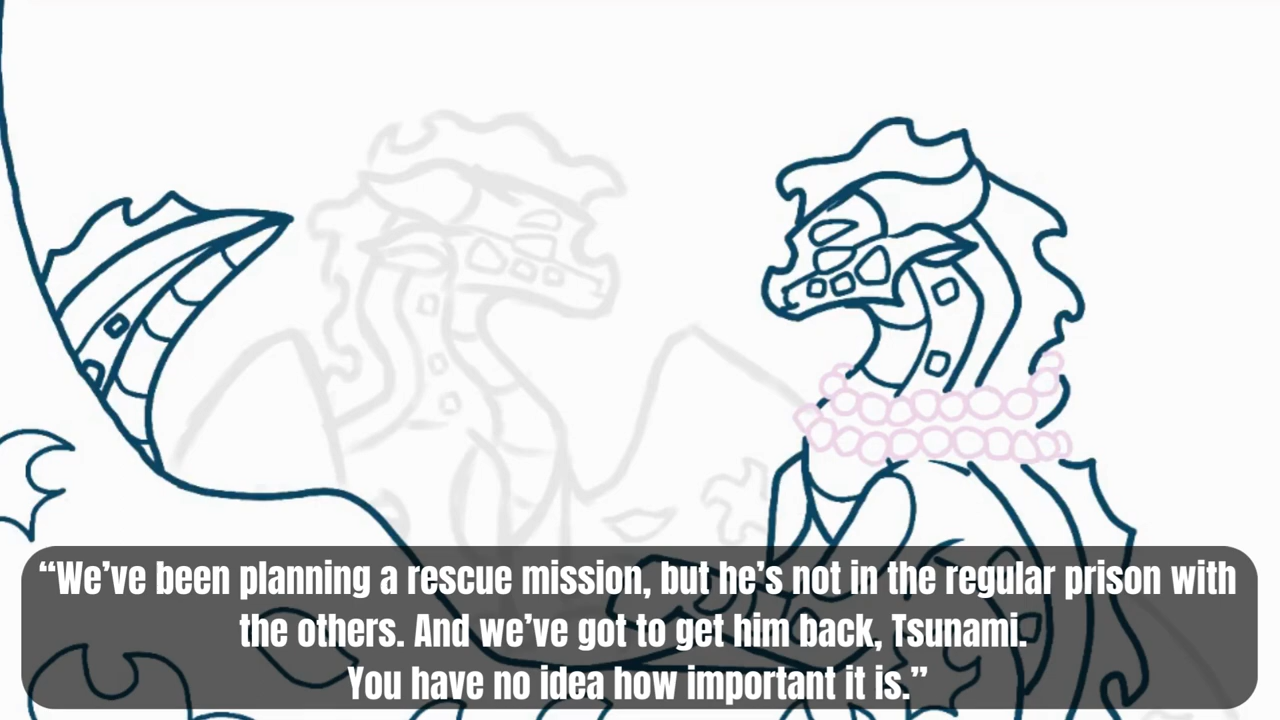 “We’ve been planning a rescue mission, but he’s not in the regular prison with
the others. And we’ve got to get him back, Tsunami.
You have no idea how important it is.”